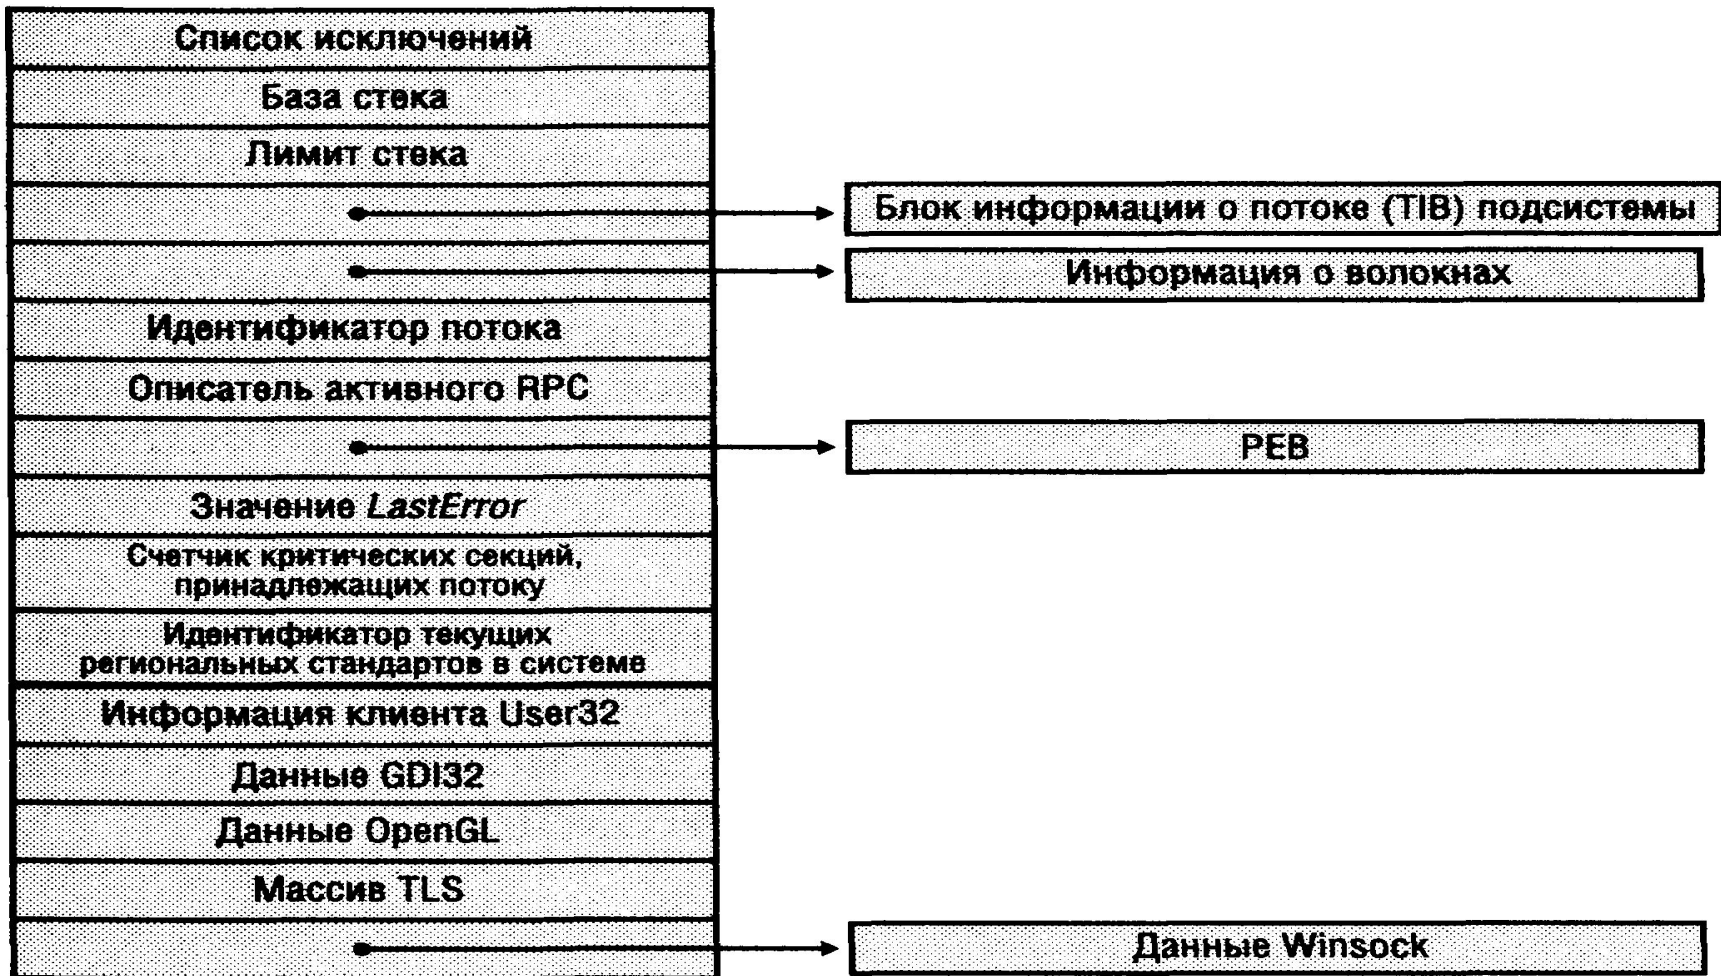 Список исключений
База стека
Лимит стека
Блок информации о потоке (TIB) подсистемы
Информация о волокнах
Идентификатор потока
Описатель активного RPC
PEB
Значение LastError
Счетчик критических секций,
принадлежащих потоку
Идентификатор текущих
региональных стандартов в системе
Информация клиента User32
Данные GDI32
Данные OpenGL
Массив TLS
Данные Winsock